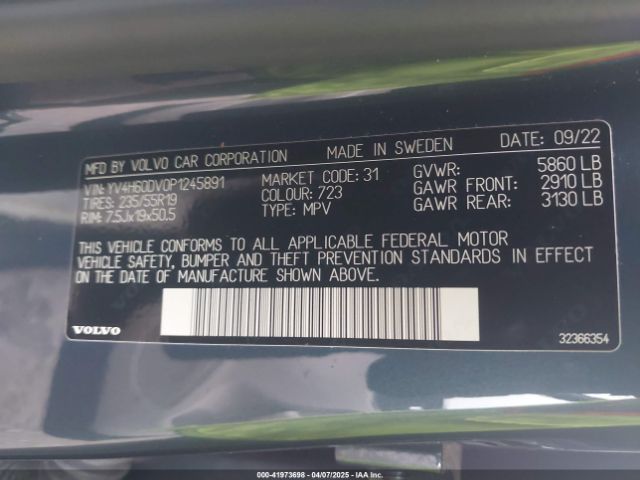 MFD BY VOLVO CAR CORPORATION MADE IN SWEDEN DATE: 09/22
VIN: YV4H60DV0P1245891 MARKET CODE: 31 GVWR: 5860 LB
TIRES: 235/55R19 COLOUR: 723 GAWR FRONT: 2910 LB
RIM: 7.5Jx19x50.5 TYPE: MPV GAWR REAR: 3130 LB
THIS VEHICLE CONFORMS TO ALL APPLICABLE FEDERAL MOTOR
VEHICLE SAFETY, BUMPER AND THEFT PREVENTION STANDARDS IN EFFECT
ON THE DATE OF MANUFACTURE SHOWN ABOVE.
VOLVO 32366354
000-41973698 - 04/07/2025 - COPART.CA